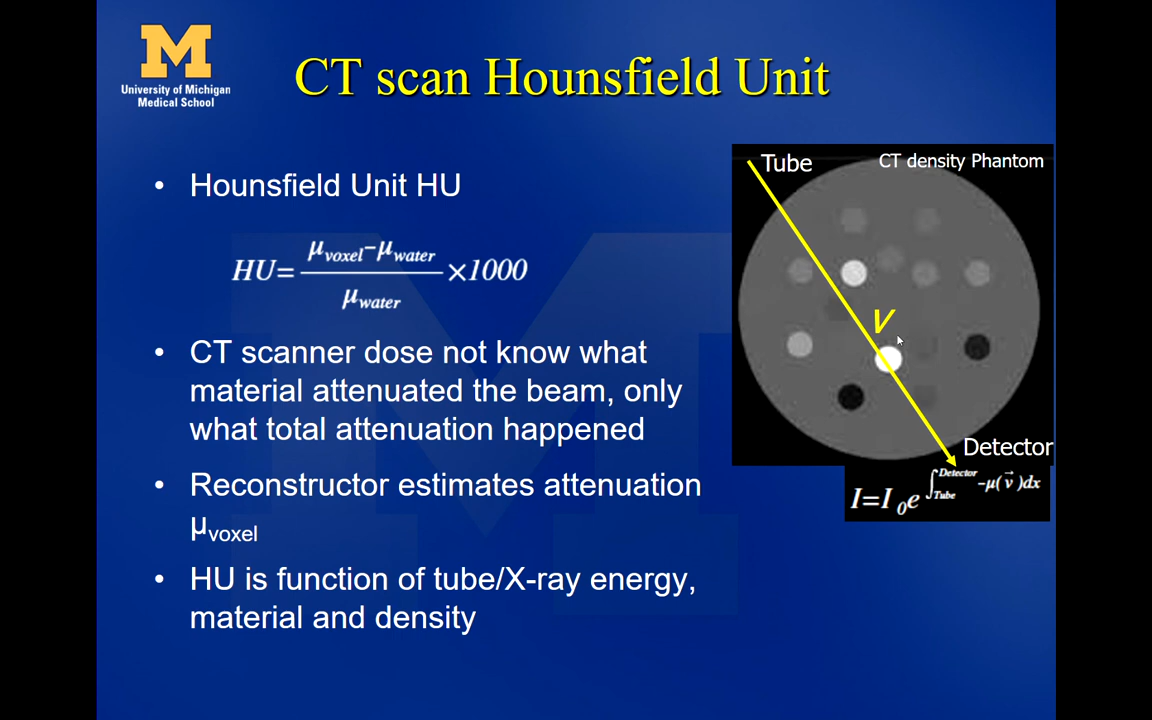 University of Michigan
Medical School
CT scan Hounsfield Unit
• Hounsfield Unit HU
HU= μvoxel−μwater / μwater ×1000
• CT scanner dose not know what
material attenuated the beam, only
what total attenuation happened
• Reconstructor estimates attenuation
μvoxel
• HU is function of tube/X-ray energy,
material and density
Tube
CT density Phantom
V
Detector
I=I₀e^∫Tube^Detector −μ(v⃗)dx